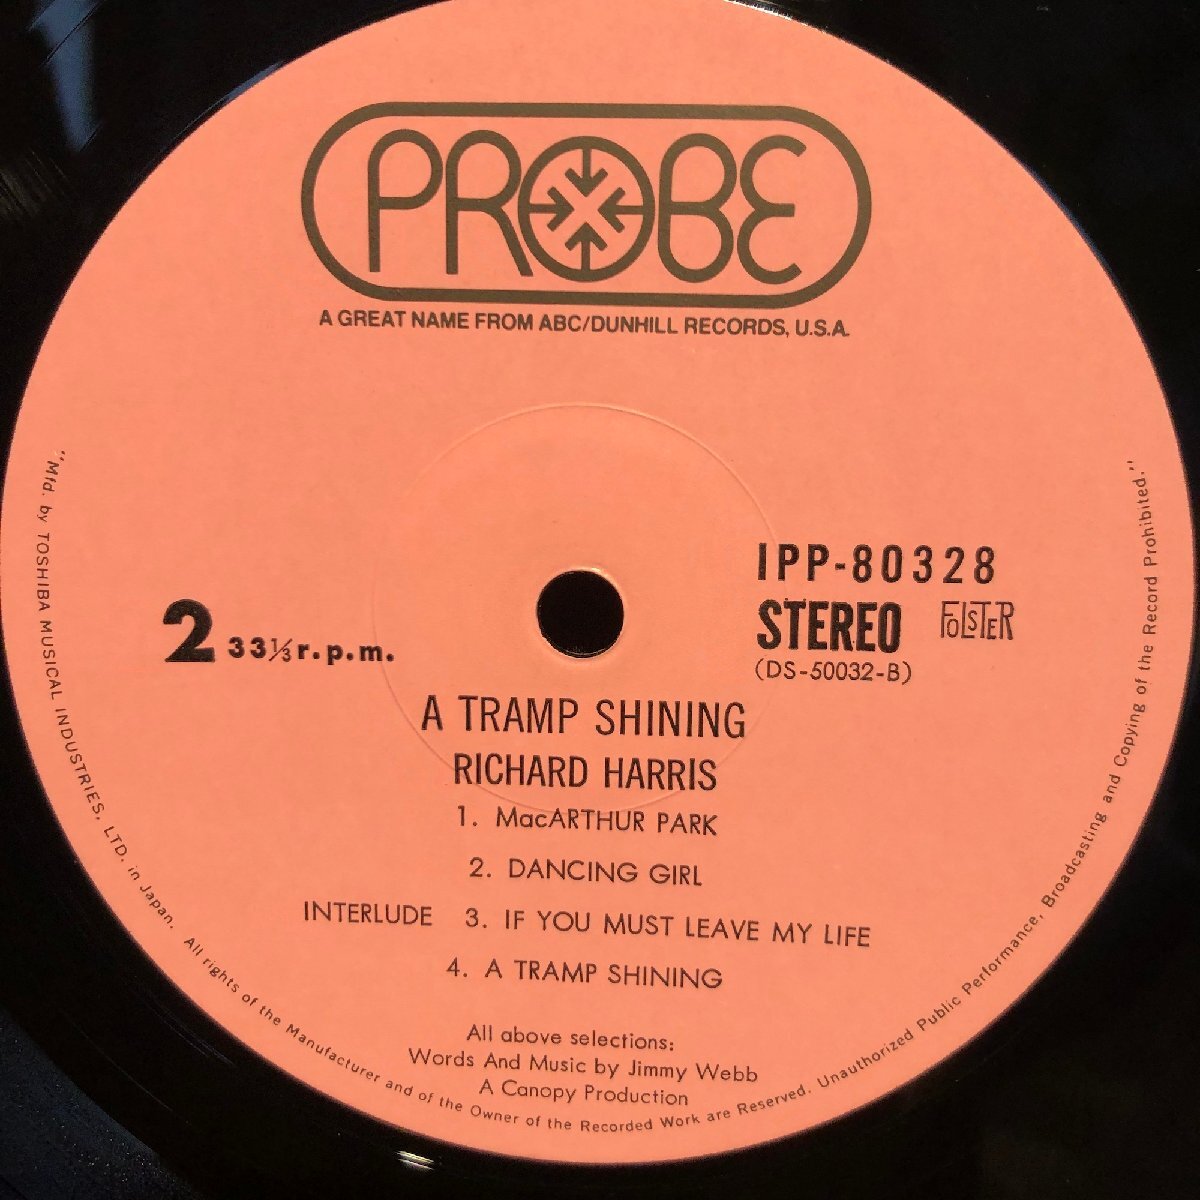 PROBE
A GREAT NAME FROM ABC/DUNHILL RECORDS, U.S.A.
IPP-80328
2 33⅓ r.p.m.
STEREO FOLSTER
(DS-50032-B)
A TRAMP SHINING
RICHARD HARRIS
1. MacARTHUR PARK
2. DANCING GIRL
INTERLUDE 3. IF YOU MUST LEAVE MY LIFE
4. A TRAMP SHINING
All above selections:
Words And Music by Jimmy Webb
A Canopy Production
"Mfd. by TOSHIBA MUSICAL INDUSTRIES, LTD. in Japan. All rights of the Manufacturer and of the Owner of the Recorded Work are Reserved. Unauthorized Public Performance, Broadcasting and Copying of the Record Prohibited."